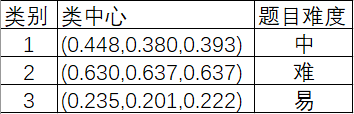 类别 类中心 题目难度
1 (0.448,0.380,0.393) 中
2 (0.630,0.637,0.637) 难
3 (0.235,0.201,0.222) 易